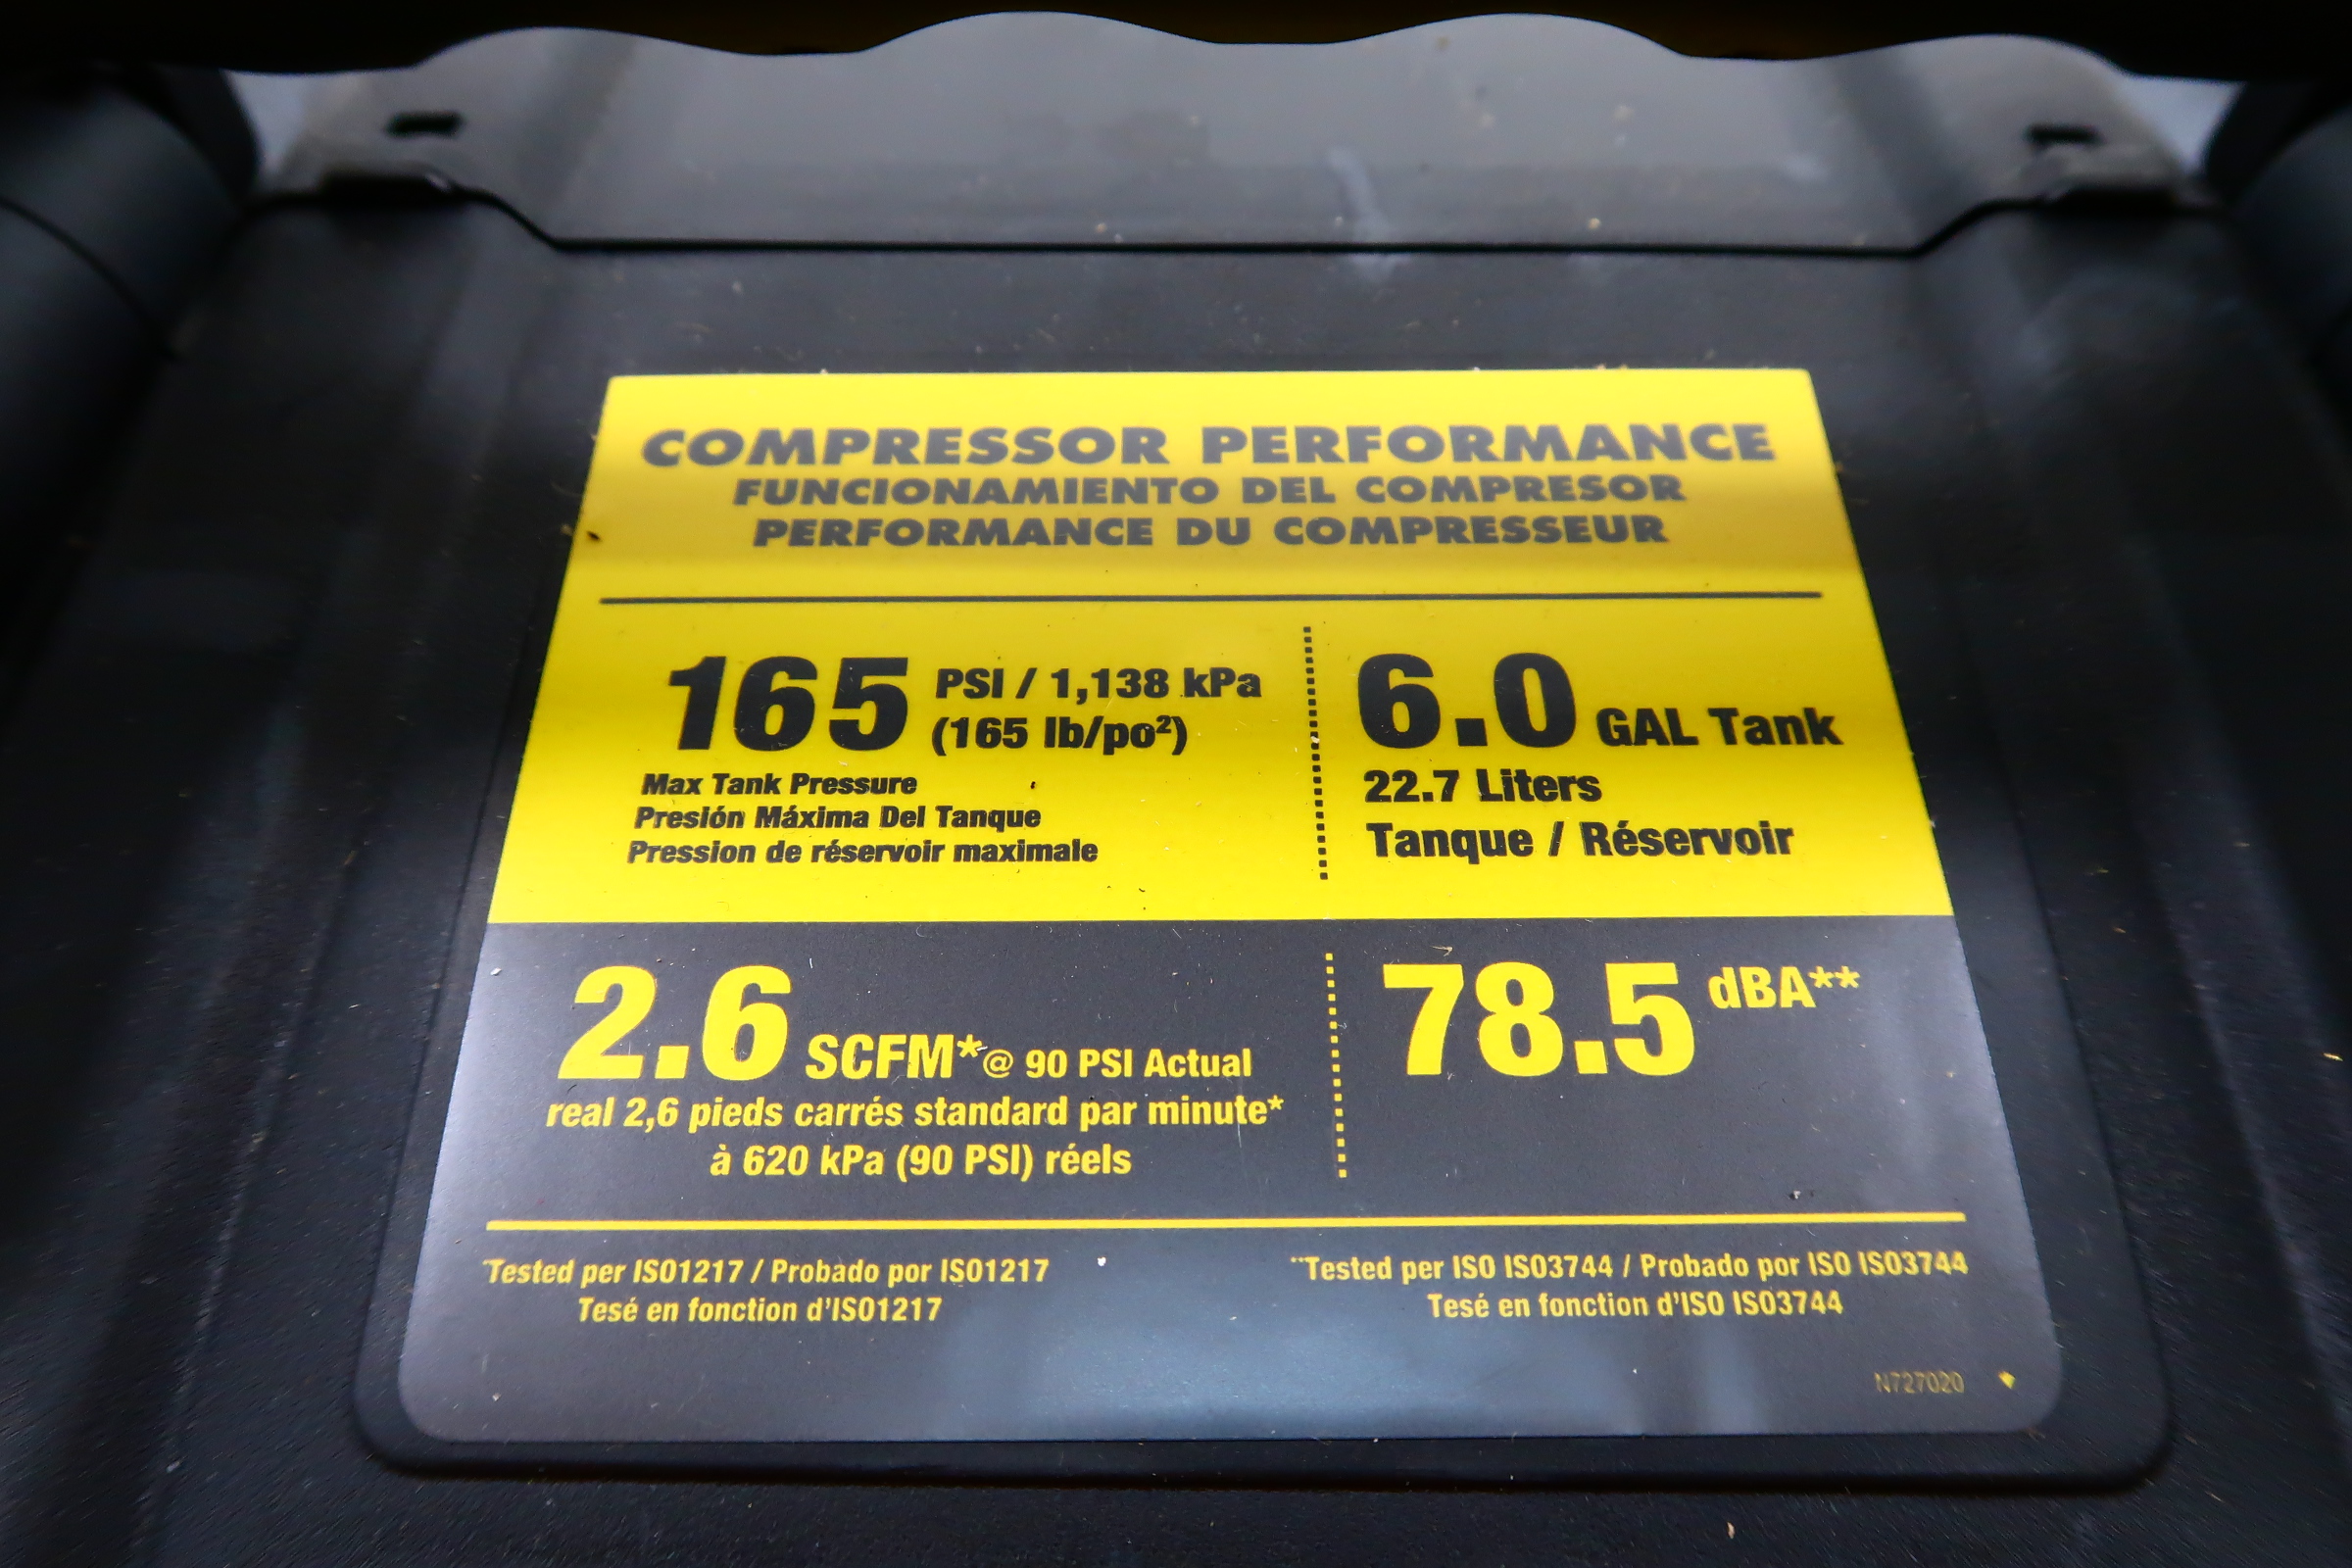 COMPRESSOR PERFORMANCE
FUNCIONAMIENTO DEL COMPRESOR
PERFORMANCE DU COMPRESSEUR
165 PSI / 1,138 kPa
(165 lb/po²)
Max Tank Pressure
Presión Máxima Del Tanque
Pression de réservoir maximale
6.0 GAL Tank
22.7 Liters
Tanque / Réservoir
2.6 SCFM*@ 90 PSI Actual
real 2,6 pieds carrés standard par minute*
à 620 kPa (90 PSI) réels
78.5 dBA**
*Tested per ISO1217 / Probado por ISO1217
Tesé en fonction d'ISO1217
**Tested per ISO ISO3744 / Probado por ISO ISO3744
Tesé en fonction d'ISO ISO3744
N727020